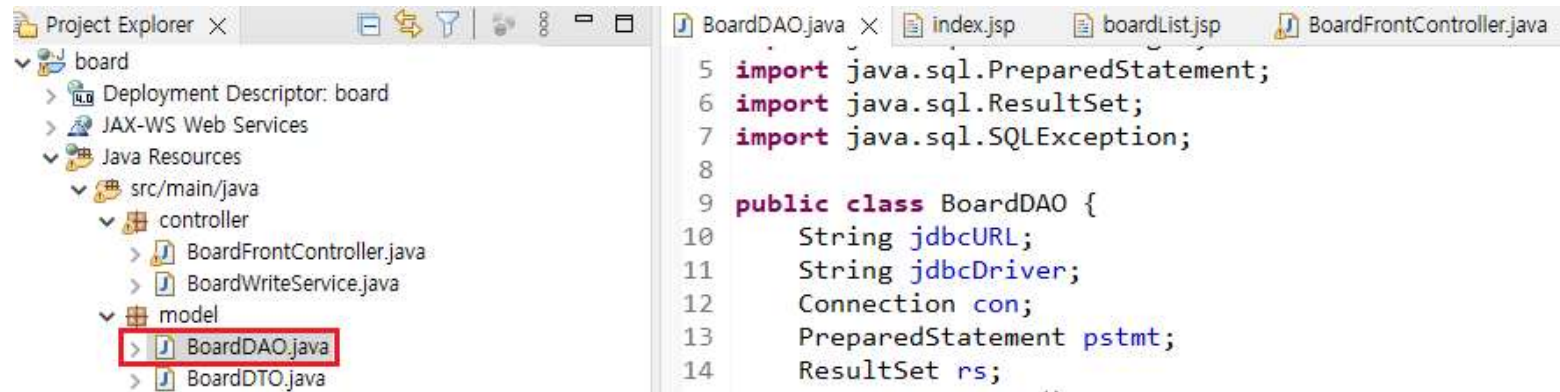 Project Explorer
board
Deployment Descriptor: board
JAX-WS Web Services
Java Resources
src/main/java
controller
BoardFrontController.java
BoardWriteService.java
model
BoardDAO.java
BoardDTO.java
BoardDAO.java index.jsp boardList.jsp BoardFrontController.java
5 import java.sql.PreparedStatement;
6 import java.sql.ResultSet;
7 import java.sql.SQLException;
8
9 public class BoardDAO {
10 String jdbcURL;
11 String jdbcDriver;
12 Connection con;
13 PreparedStatement pstmt;
14 ResultSet rs;